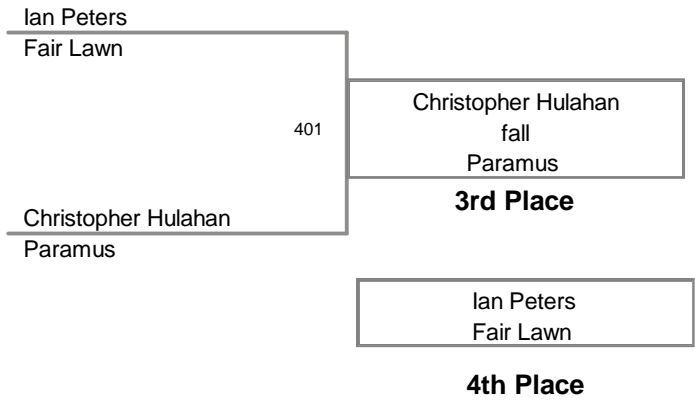 Ian Peters
Fair Lawn
401
Christopher Hulahan
fall
Paramus
3rd Place
Christopher Hulahan
Paramus
Ian Peters
Fair Lawn
4th Place